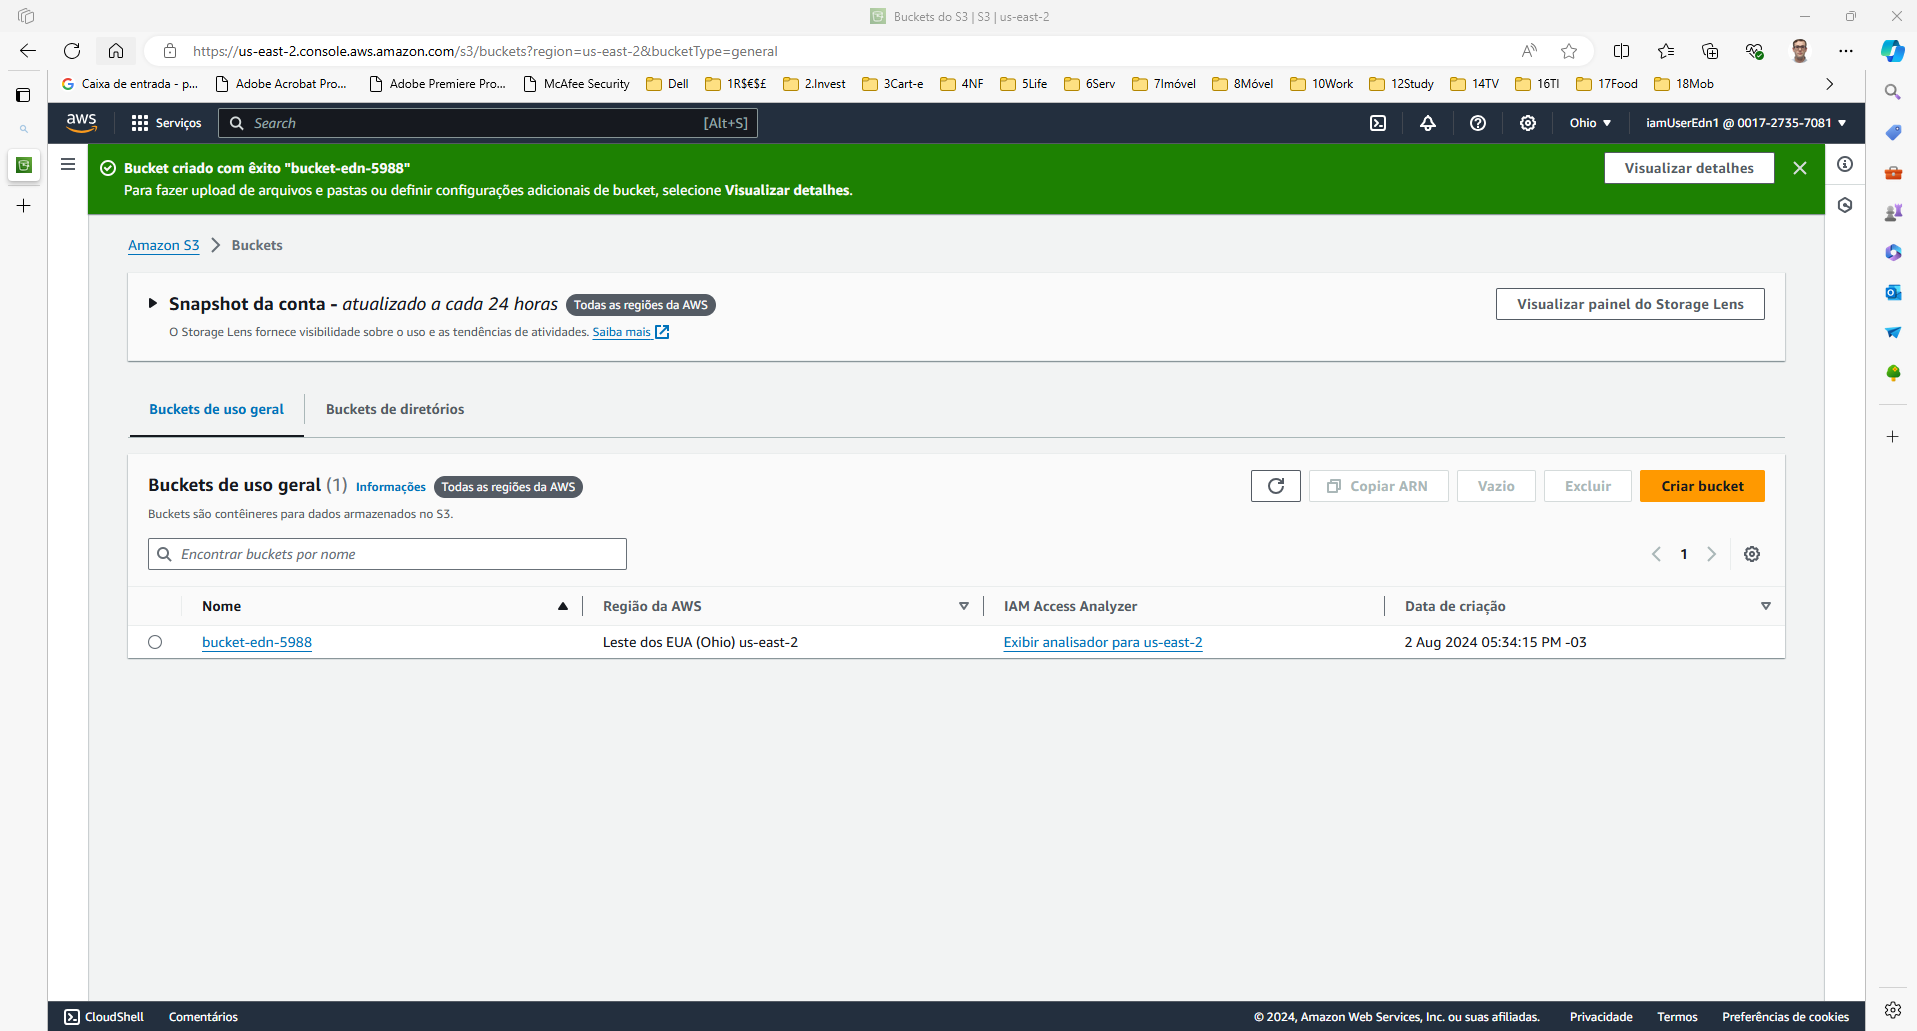 Buckets do S3 | S3 | us-east-2
https://us-east-2.console.aws.amazon.com/s3/buckets?region=us-east-2&bucketType=general
Caixa de entrada - p...
Adobe Acrobat Pro...
Adobe Premiere Pro...
McAfee Security
Dell
1R$€$£
2.Invest
3Cart-e
4NF
5Life
6Serv
7Imóvel
8Móvel
10Work
12Study
14TV
16TI
17Food
18Mob
aws
Serviços
Search
[Alt+S]
Ohio
iamUserEdn1 @ 0017-2735-7081
Bucket criado com êxito "bucket-edn-5988"
Para fazer upload de arquivos e pastas ou definir configurações adicionais de bucket, selecione Visualizar detalhes.
Visualizar detalhes
Amazon S3 > Buckets
Snapshot da conta - atualizado a cada 24 horas
Todas as regiões da AWS
O Storage Lens fornece visibilidade sobre o uso e as tendências de atividades. Saiba mais
Visualizar painel do Storage Lens
Buckets de uso geral
Buckets de diretórios
Buckets de uso geral (1)
Informações
Todas as regiões da AWS
Buckets são contêineres para dados armazenados no S3.
Copiar ARN
Vazio
Excluir
Criar bucket
Encontrar buckets por nome
1
Nome
Região da AWS
IAM Access Analyzer
Data de criação
bucket-edn-5988
Leste dos EUA (Ohio) us-east-2
Exibir analisador para us-east-2
2 Aug 2024 05:34:15 PM -03
CloudShell
Comentários
© 2024, Amazon Web Services, Inc. ou suas afiliadas.
Privacidade
Termos
Preferências de cookies